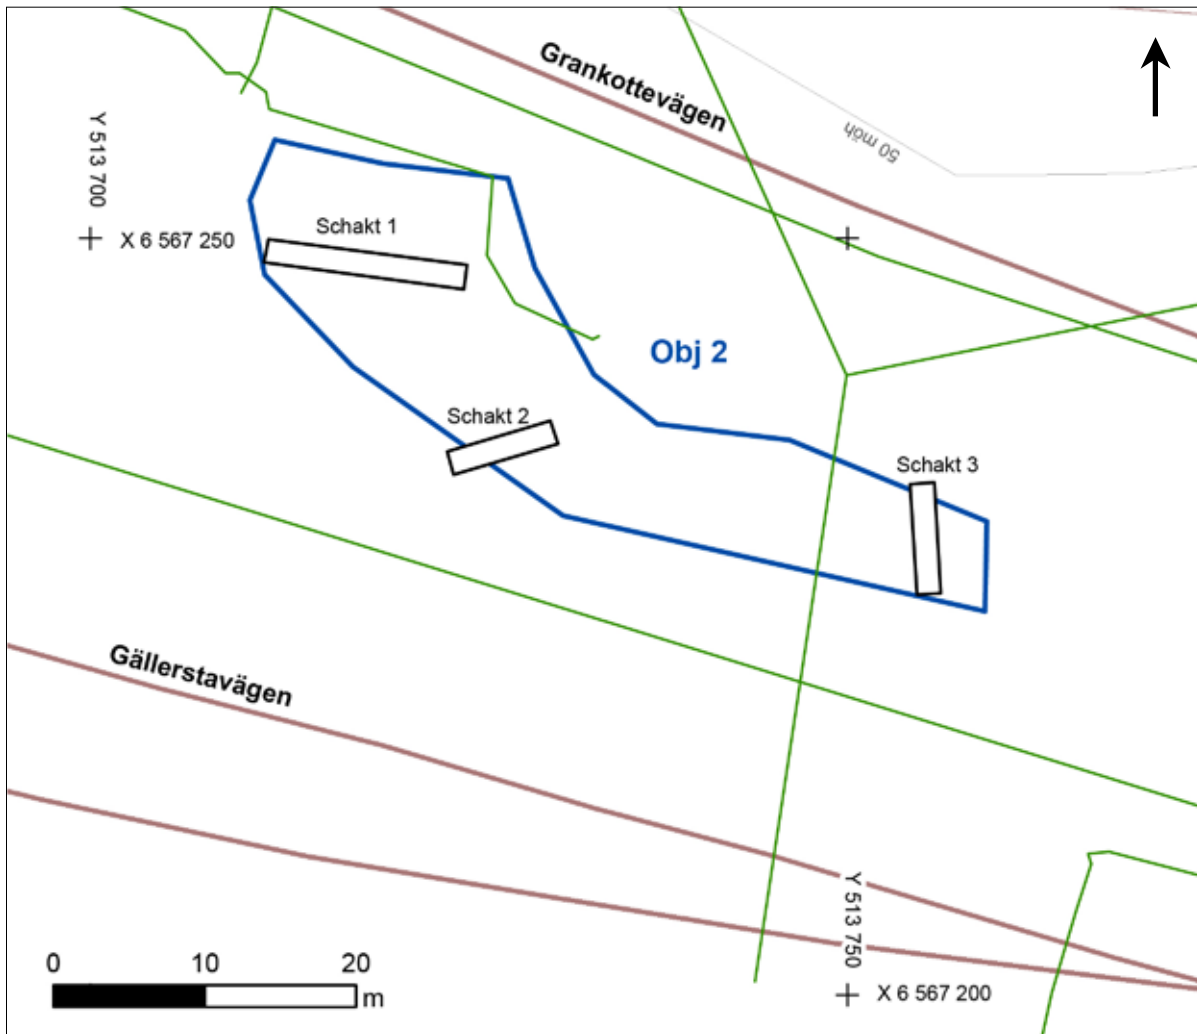 Grankottevägen
50 möh
Y 513 700
X 6 567 250
Schakt 1
Obj 2
Schakt 2
Schakt 3
Gällerstavägen
Y 513 750
0 10 20
m
X 6 567 200